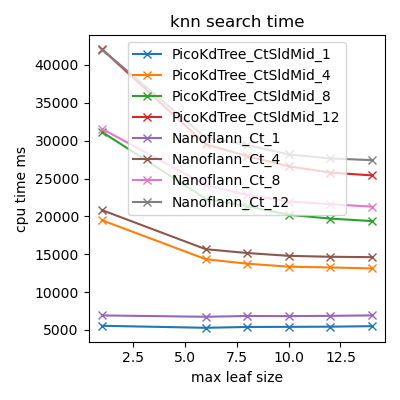 knn search time
PicoKdTree_CtSldMid_1
PicoKdTree_CtSldMid_4
PicoKdTree_CtSldMid_8
PicoKdTree_CtSldMid_12
Nanoflann_Ct_1
Nanoflann_Ct_4
Nanoflann_Ct_8
Nanoflann_Ct_12
cpu time ms
40000
35000
30000
25000
20000
15000
10000
5000
2.5 5.0 7.5 10.0 12.5
max leaf size